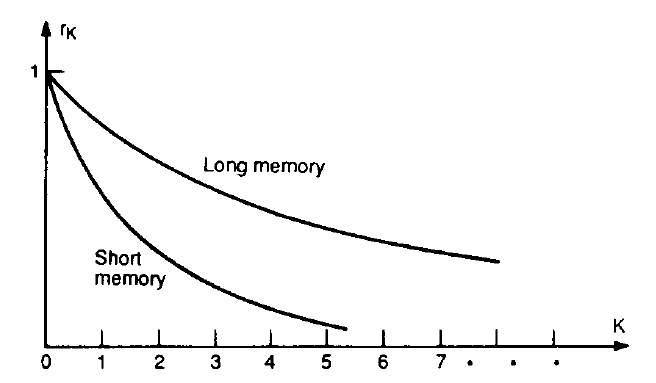 rK
1
Long memory
Short
memory
K
0 1 2 3 4 5 6 7 . . .